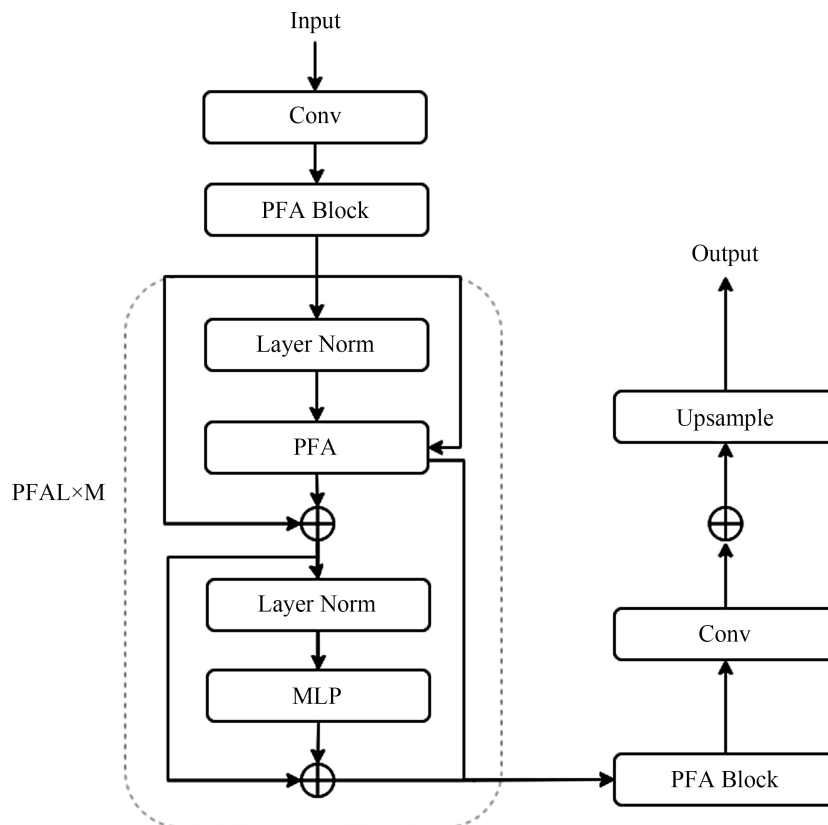 Input
Conv
PFA Block
Layer Norm
PFA
PFAL×M
Layer Norm
MLP
Output
Upsample
Conv
PFA Block